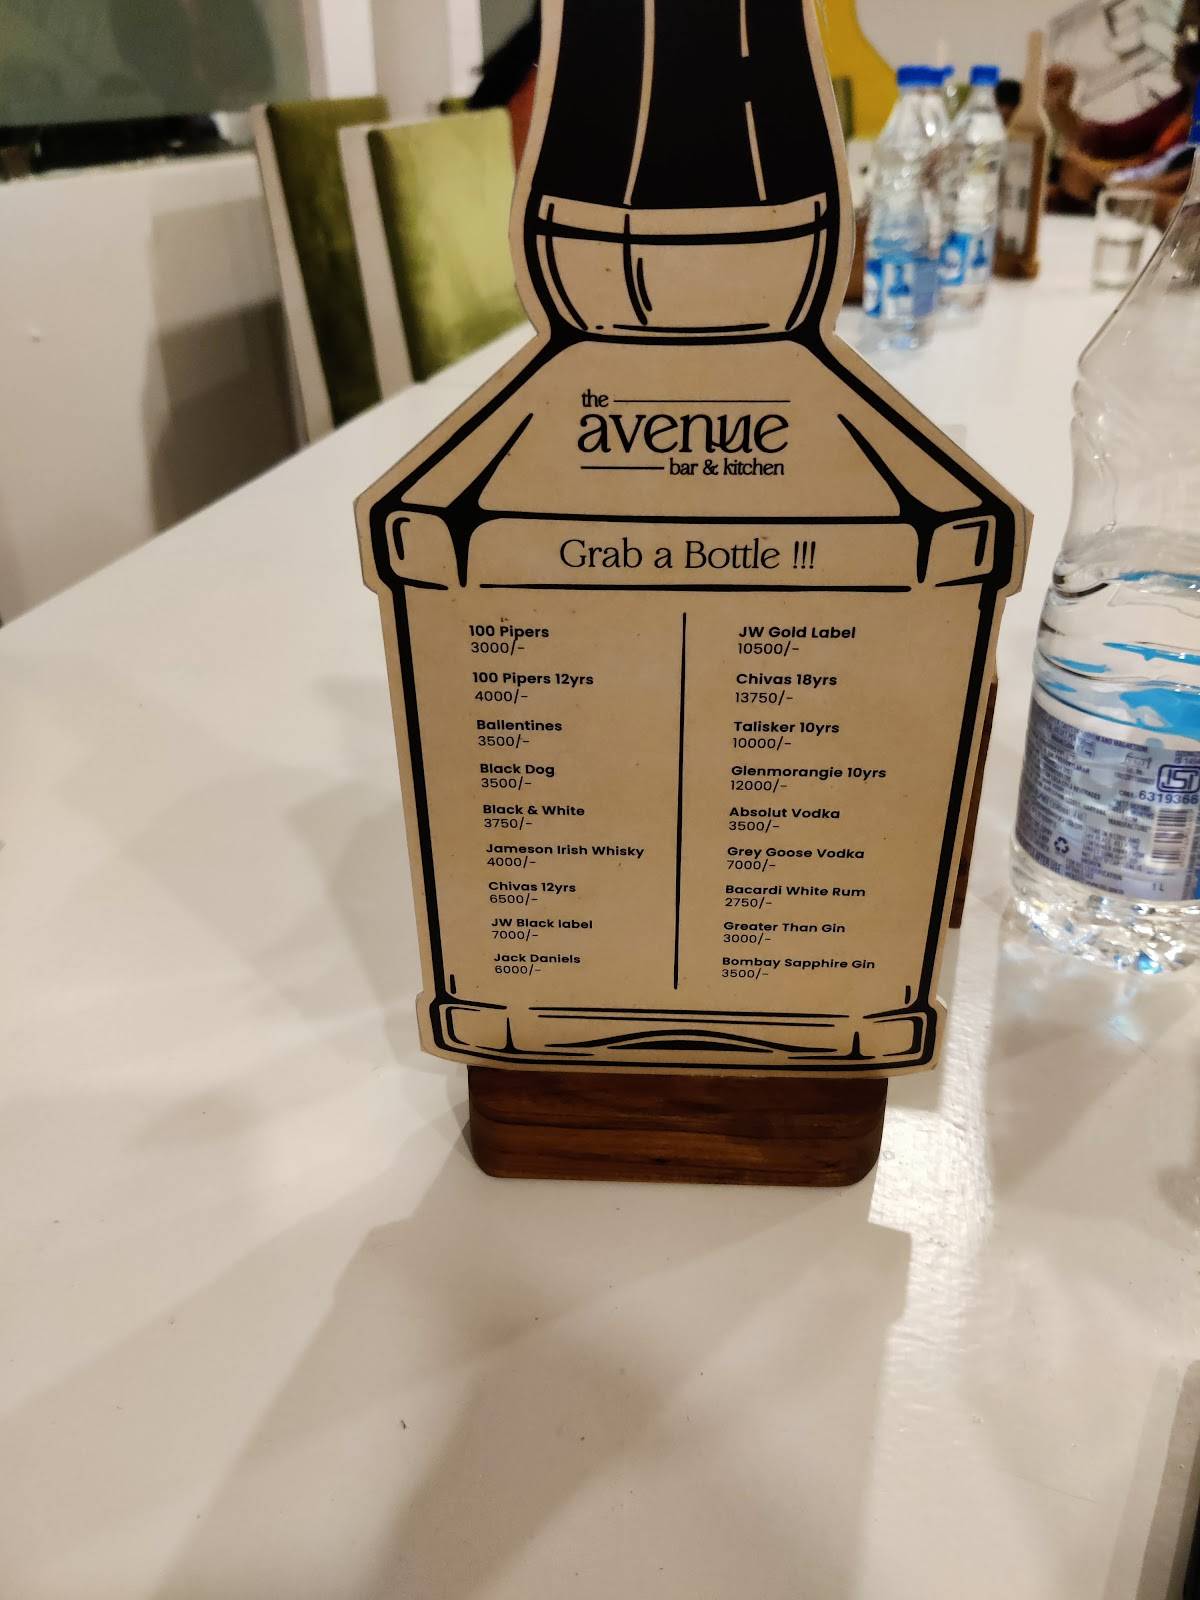 the
avenue
bar & kitchen
Grab a Bottle !!!
100 Pipers
3000/-
100 Pipers 12yrs
4000/-
Ballentines
3500/-
Black Dog
3500/-
Black & White
3750/-
Jameson Irish Whisky
4000/-
Chivas 12yrs
6500/-
JW Black label
7000/-
Jack Daniels
6000/-
JW Gold Label
10500/-
Chivas 18yrs
13750/-
Talisker 10yrs
10000/-
Glenmorangie 10yrs
12000/-
Absolut Vodka
3500/-
Grey Goose Vodka
7000/-
Bacardi White Rum
2750/-
Greater Than Gin
3000/-
Bombay Sapphire Gin
3500/-
1 L